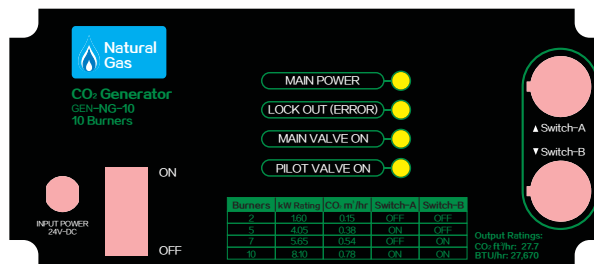 Natural
Gas
CO₂ Generator
GEN-NG-10
10 Burners
MAIN POWER
LOCK OUT (ERROR)
MAIN VALVE ON
PILOT VALVE ON
▲ Switch-A
▼ Switch-B
ON
OFF
INPUT POWER
24V-DC
Burners kW Rating CO₂ m³/hr Switch-A Switch-B
2 1.60 0.15 OFF OFF
5 4.05 0.38 ON OFF
7 5.65 0.54 OFF ON
10 8.10 0.78 ON ON
Output Ratings:
CO₂ ft³/hr: 27.7
BTU/hr: 27,670